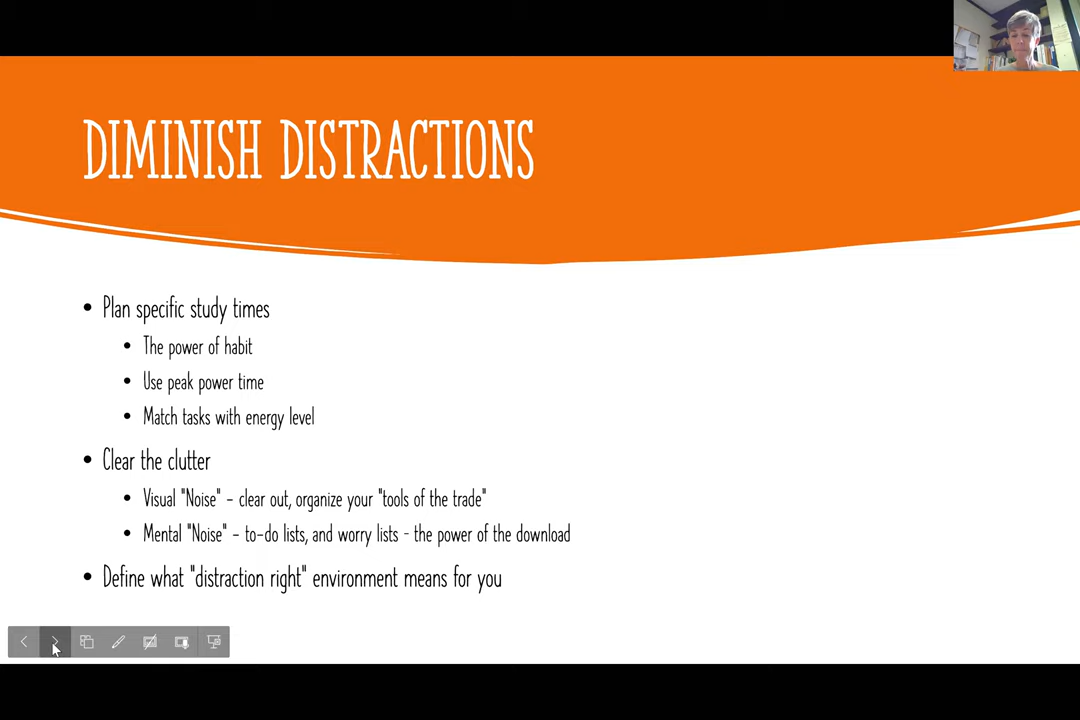 DIMINISH DISTRACTIONS
• Plan specific study times
• The power of habit
• Use peak power time
• Match tasks with energy level
• Clear the clutter
• Visual "Noise" - clear out, organize your "tools of the trade"
• Mental "Noise" - to-do lists, and worry lists - the power of the download
• Define what "distraction right" environment means for you